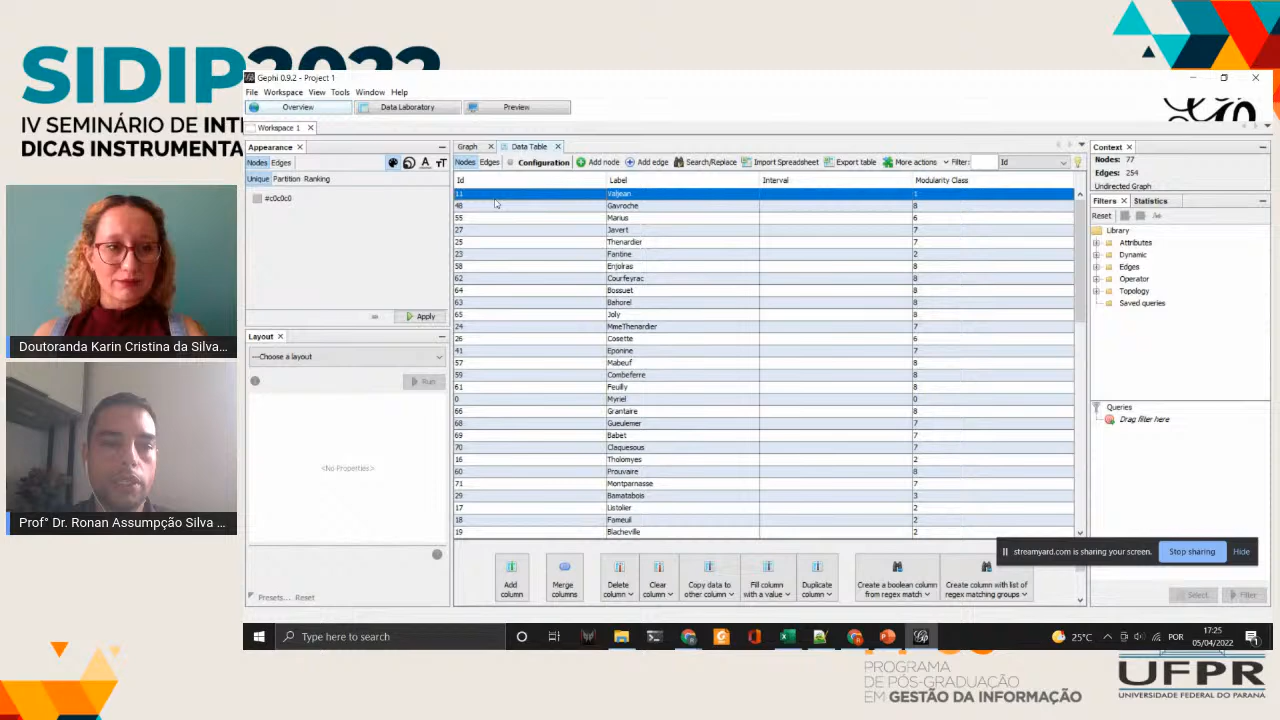 SIDIP2022
IV SEMINÁRIO DE INT
DICAS INSTRUMENTA
Doutoranda Karin Cristina da Silva...
Prof° Dr. Ronan Assumpção Silva ...
Gephi 0.9.2 - Project 1
File Workspace View Tools Window Help
Overview Data Laboratory Preview
Workspace 1
Appearance
Nodes Edges
Unique Partition Ranking
#c0c0c0
Apply
Layout
---Choose a layout
Run
<No Properties>
Presets... Reset
Graph Data Table
Nodes Edges Configuration Add node Add edge Search/Replace Import Spreadsheet Export table More actions Filter: Id
Id Label Interval Modularity Class
11 Valjean 1
48 Gavroche 8
55 Marius 6
27 Javert 7
25 Thenardier 7
23 Fantine 2
58 Enjolras 8
62 Courfeyrac 8
64 Bossuet 8
63 Bahorel 8
65 Joly 8
24 MmeThenardier 7
26 Cosette 6
41 Eponine 7
57 Mabeuf 8
59 Combeferre 8
61 Feuilly 8
0 Myriel 0
66 Grantaire 8
68 Gueulemer 7
69 Babet 7
70 Claquesous 7
16 Tholomyes 2
60 Prouvaire 8
71 Montparnasse 7
29 Bamatabois 3
17 Listolier 2
18 Fameuil 2
19 Blacheville 2
Add column
Merge columns
Delete column
Clear column
Copy data to other column
Fill column with a value
Duplicate column
Create a boolean column from regex match
Create column with list of regex matching groups
Context
Nodes: 77
Edges: 254
Undirected Graph
Filters Statistics
Reset
Library
Attributes
Dynamic
Edges
Operator
Topology
Saved queries
Queries
Drag filter here
Select Filter
streamyard.com is sharing your screen. Stop sharing Hide
Type here to search
25°C POR 17:25
05/04/2022
PROGRAMA
DE PÓS-GRADUAÇÃO
EM GESTÃO DA INFORMAÇÃO
UFPR
UNIVERSIDADE FEDERAL DO PARANÁ